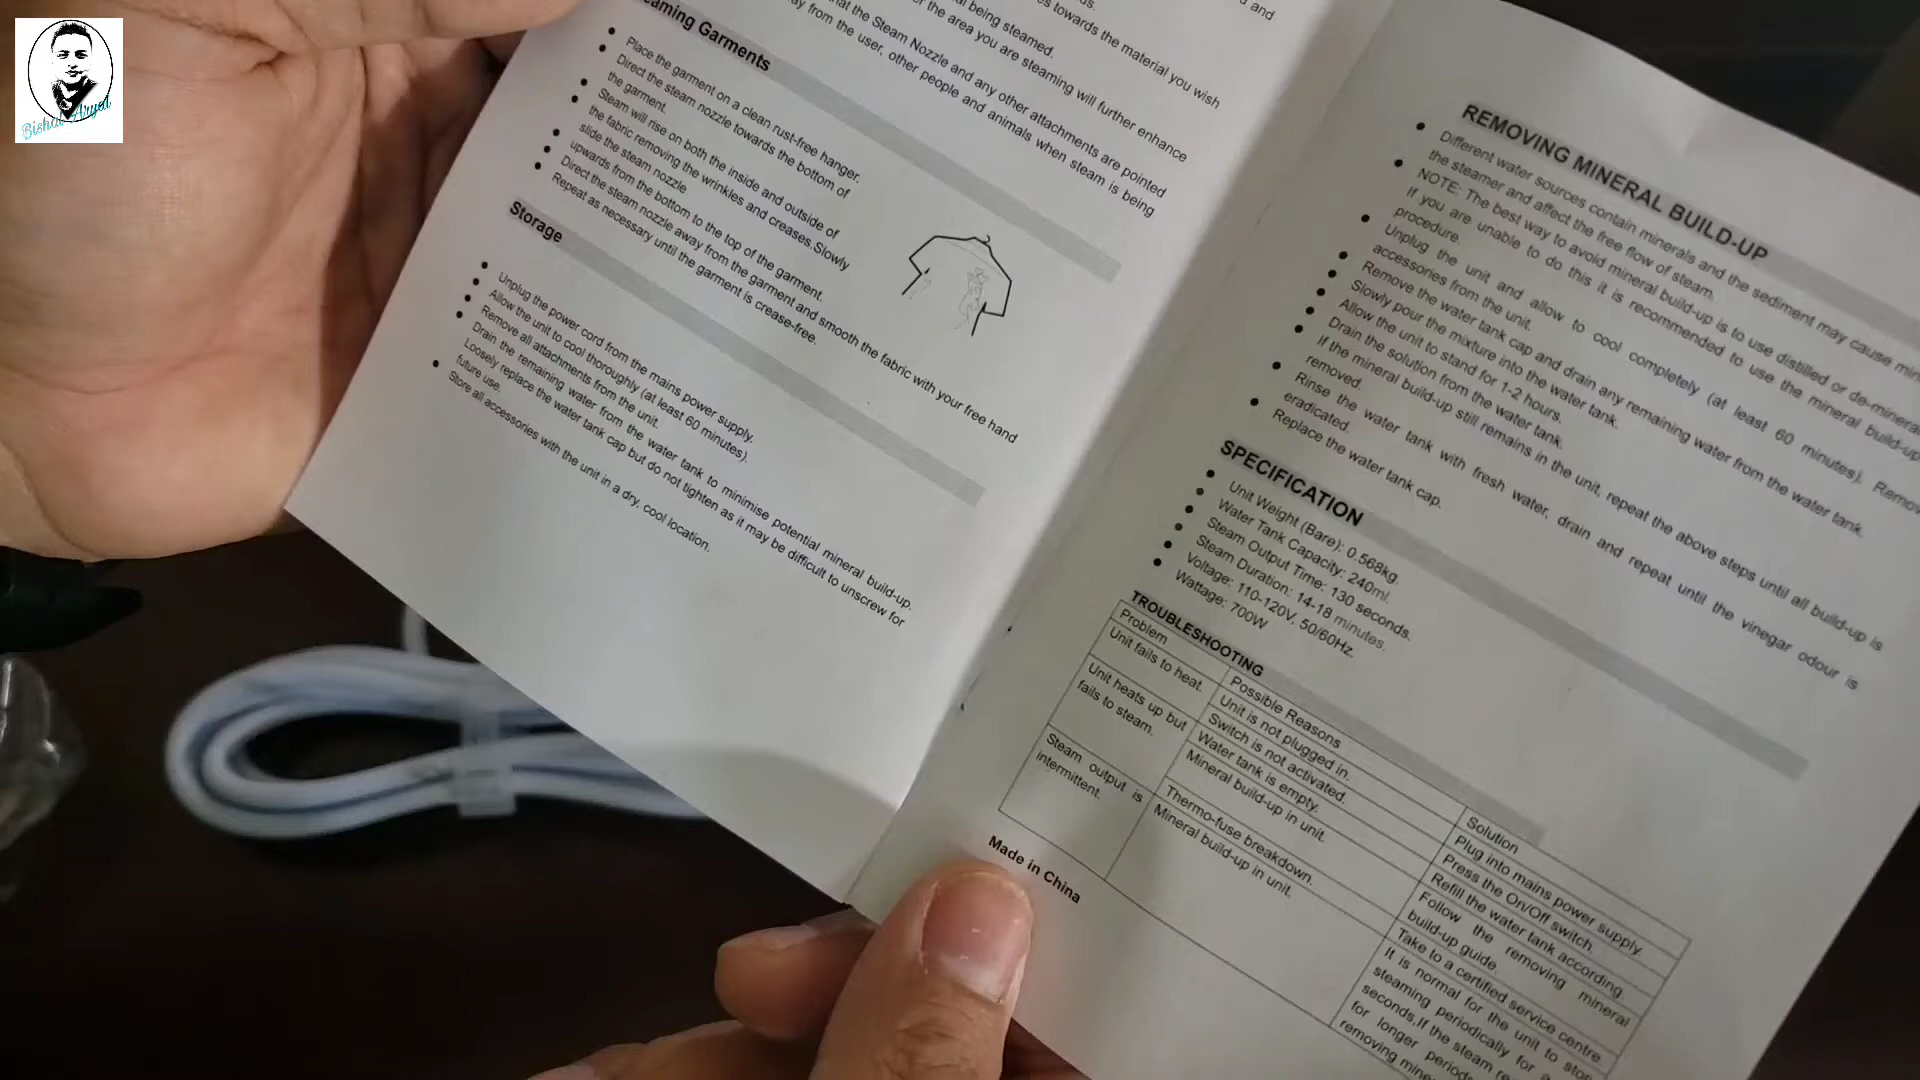 Bishal Aryal
es towards the material you wish
al being steamed.
the area you are steaming will further enhance
hat the Steam Nozzle and any other attachments are pointed
ay from the user, other people and animals when steam is being
eaming Garments
Place the garment on a clean rust-free hanger.
Direct the steam nozzle towards the bottom of
the garment.
Steam will rise on both the inside and outside of
the fabric removing the wrinkles and creases.Slowly
slide the steam nozzle
upwards from the bottom to the top of the garment.
Direct the steam nozzle away from the garment and smooth the fabric with your free hand
Repeat as necessary until the garment is crease-free.
Storage
Unplug the power cord from the mains power supply.
Allow the unit to cool thoroughly (at least 60 minutes).
Remove all attachments from the unit.
Drain the remaining water from the water tank to minimise potential mineral build-up.
Loosely replace the water tank cap but do not tighten as it may be difficult to unscrew for
future use.
Store all accessories with the unit in a dry, cool location.
REMOVING MINERAL BUILD-UP
Different water sources contain minerals and the sediment may cause min
the steamer and affect the free flow of steam.
NOTE: The best way to avoid mineral build-up is to use distilled or de-mineral
If you are unable to do this it is recommended to use the mineral build-up
procedure.
Unplug the unit and allow to cool completely (at least 60 minutes). Remov
accessories from the unit.
Remove the water tank cap and drain any remaining water from the water tank.
Slowly pour the mixture into the water tank.
Allow the unit to stand for 1-2 hours.
Drain the solution from the water tank.
If the mineral build-up still remains in the unit, repeat the above steps until all build-up is
removed.
Rinse the water tank with fresh water, drain and repeat until the vinegar odour is
eradicated.
Replace the water tank cap.
SPECIFICATION
Unit Weight (Bare): 0.568kg.
Water Tank Capacity: 240ml.
Steam Output Time: 130 seconds.
Steam Duration: 14-18 minutes.
Voltage: 110-120V, 50/60Hz.
Wattage: 700W
TROUBLESHOOTING
Problem Possible Reasons Solution
Unit fails to heat. Unit is not plugged in. Plug into mains power supply.
Switch is not activated. Press the On/Off switch.
Unit heats up but
fails to steam.
Water tank is empty. Refill the water tank according
Mineral build-up in unit. Follow the removing mineral
build-up guide.
Thermo-fuse breakdown. Take to a certified service centre
Steam output is
intermittent.
Mineral build-up in unit. It is normal for the unit to stop
steaming periodically for a
seconds,If the steam re
for longer period
removing mine
Made in China